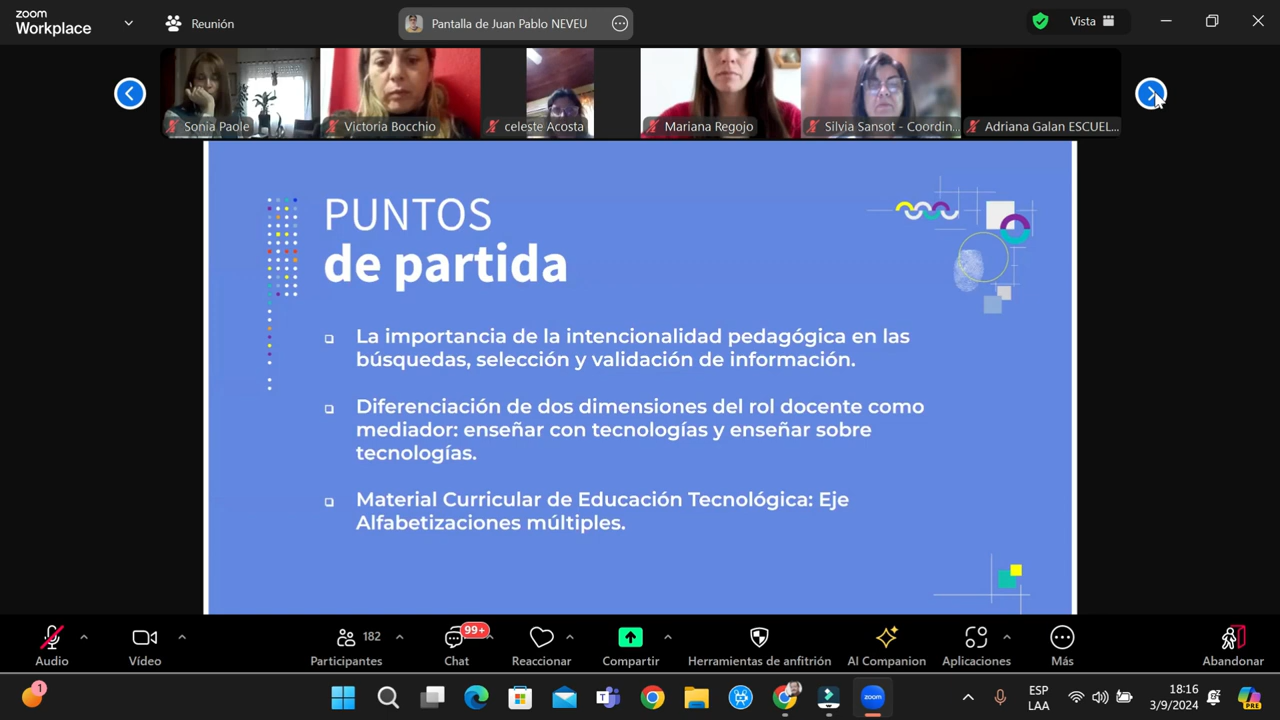 zoom
Workplace
Reunión
Pantalla de Juan Pablo NEVEU
Vista
Sonia Paole
Victoria Bocchio
celeste Acosta
Mariana Regojo
Silvia Sansot - Coordin...
Adriana Galan ESCUEL...
PUNTOS
de partida
La importancia de la intencionalidad pedagógica en las
búsquedas, selección y validación de información.
Diferenciación de dos dimensiones del rol docente como
mediador: enseñar con tecnologías y enseñar sobre
tecnologías.
Material Curricular de Educación Tecnológica: Eje
Alfabetizaciones múltiples.
182
99+
Audio
Vídeo
Participantes
Chat
Reaccionar
Compartir
Herramientas de anfitrión
AI Companion
Aplicaciones
Más
Abandonar
1
zoom
ESP
LAA
18:16
3/9/2024
PRE